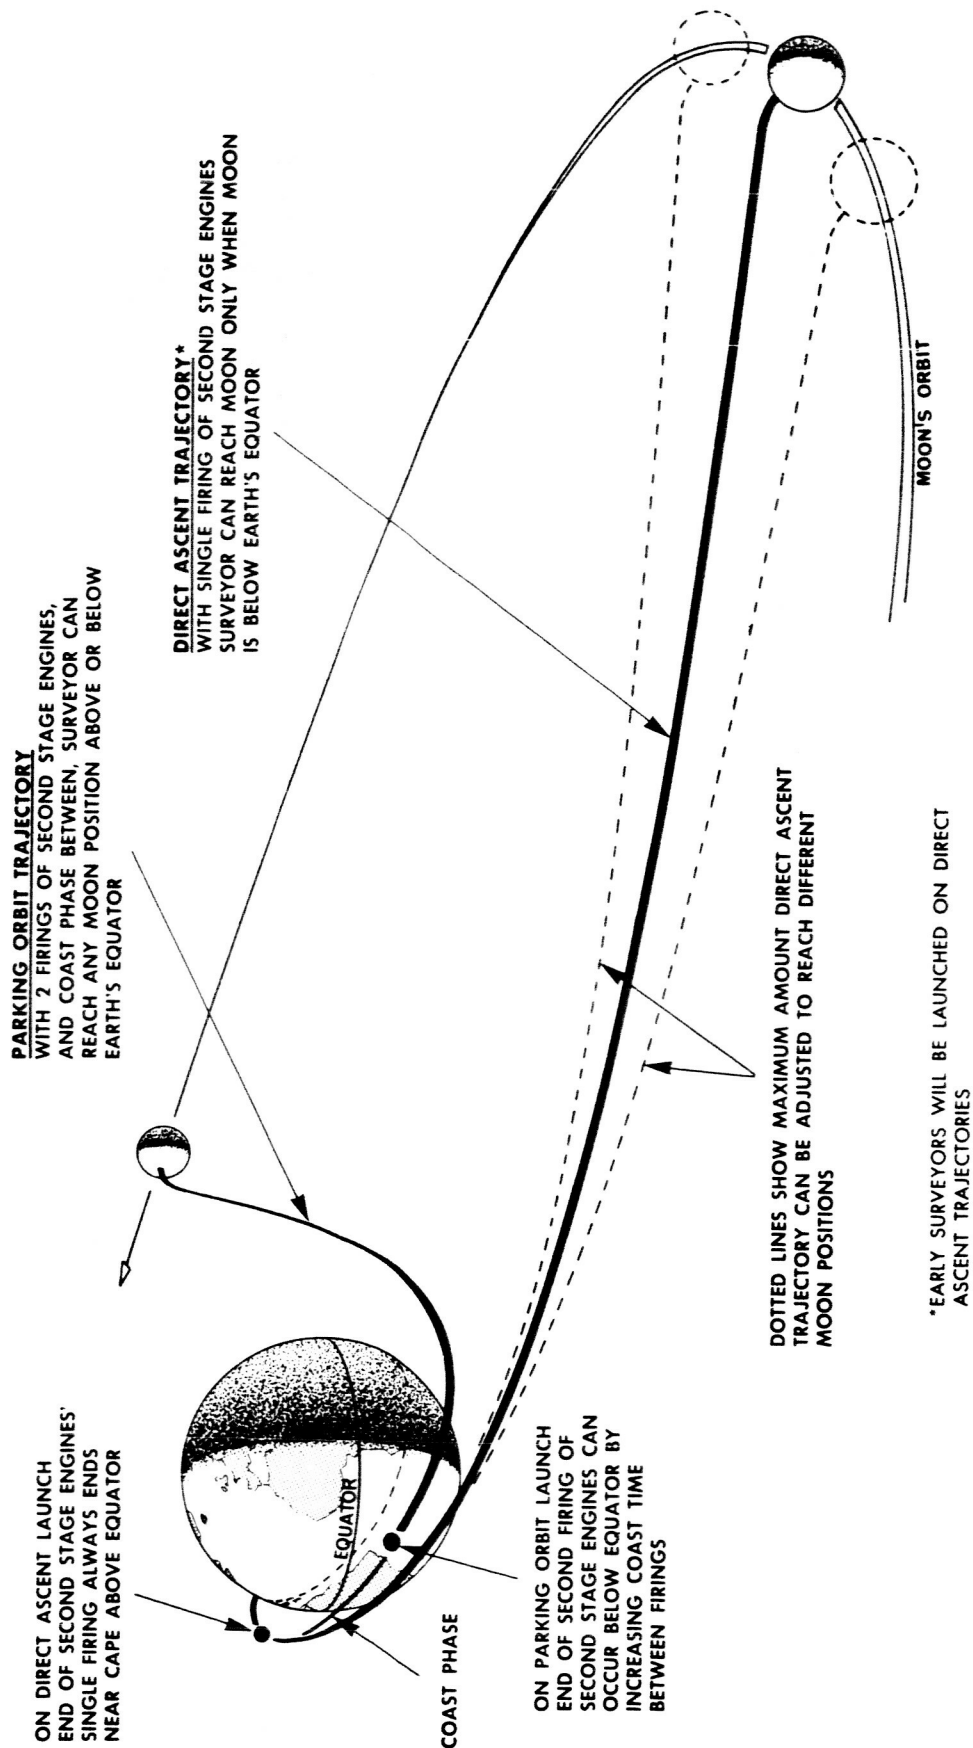 PARKING ORBIT TRAJECTORY
WITH 2 FIRINGS OF SECOND STAGE ENGINES,
AND COAST PHASE BETWEEN, SURVEYOR CAN
REACH ANY MOON POSITION ABOVE OR BELOW
EARTH'S EQUATOR
DIRECT ASCENT TRAJECTORY*
WITH SINGLE FIRING OF SECOND STAGE ENGINES
SURVEYOR CAN REACH MOON ONLY WHEN MOON
IS BELOW EARTH'S EQUATOR
ON DIRECT ASCENT LAUNCH
END OF SECOND STAGE ENGINES'
SINGLE FIRING ALWAYS ENDS
NEAR CAPE ABOVE EQUATOR
EQUATOR
COAST PHASE
ON PARKING ORBIT LAUNCH
END OF SECOND FIRING OF
SECOND STAGE ENGINES CAN
OCCUR BELOW EQUATOR BY
INCREASING COAST TIME
BETWEEN FIRINGS
DOTTED LINES SHOW MAXIMUM AMOUNT DIRECT ASCENT
TRAJECTORY CAN BE ADJUSTED TO REACH DIFFERENT
MOON POSITIONS
MOON'S ORBIT
*EARLY SURVEYORS WILL BE LAUNCHED ON DIRECT
ASCENT TRAJECTORIES